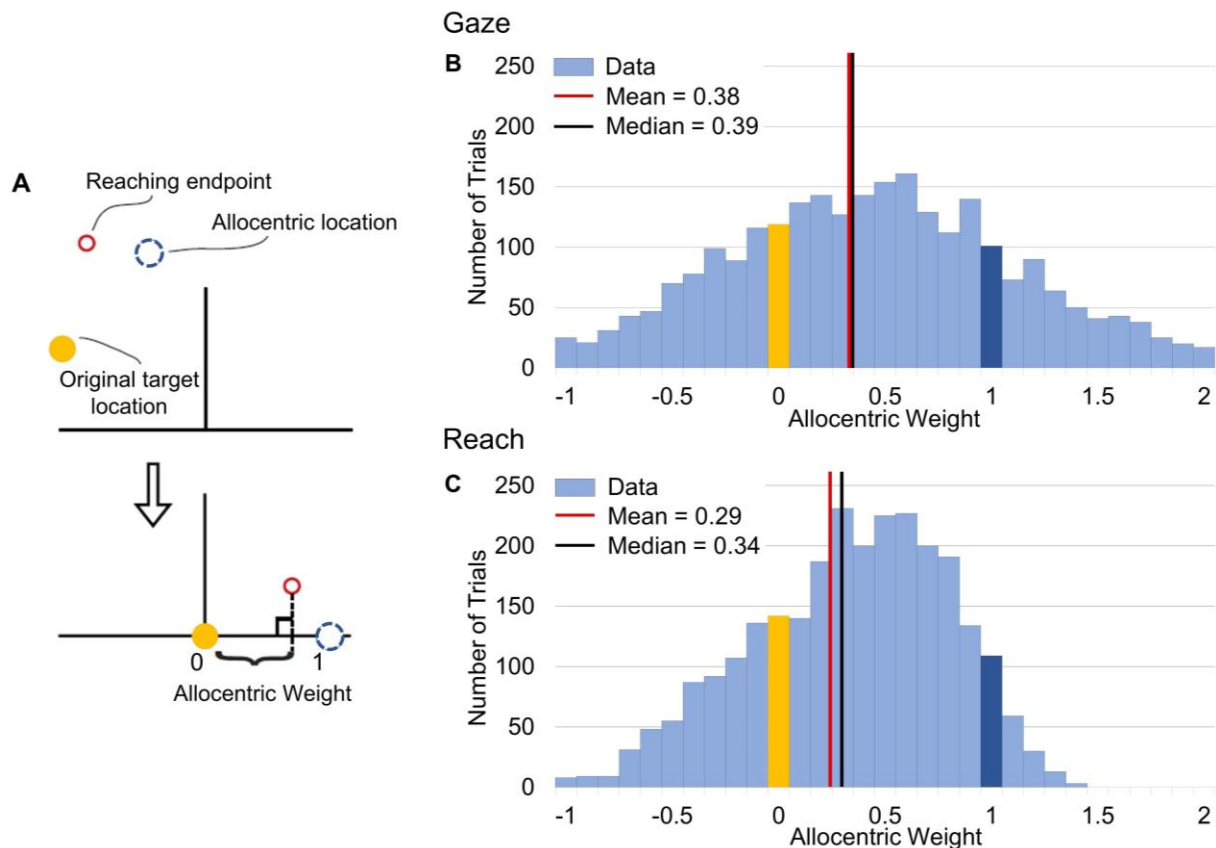 A
Reaching endpoint
Allocentric location
Original target
location
0
1
Allocentric Weight
Gaze
B
Data
Mean = 0.38
Median = 0.39
Number of Trials
250
200
150
100
50
0
-1 -0.5 0 0.5 1 1.5 2
Allocentric Weight
Reach
C
Data
Mean = 0.29
Median = 0.34
Number of Trials
250
200
150
100
50
0
-1 -0.5 0 0.5 1 1.5 2
Allocentric Weight